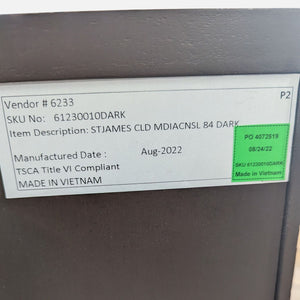 Vendor # 6233
P2
SKU No: 61230010DARK
Item Description: STJAMES CLD MDIACNSL 84 DARK
Manufactured Date : Aug-2022
TSCA Title VI Compliant
MADE IN VIETNAM
PO 4072519
08/24/22
SKU 61230010DARK
Made in Vietnam